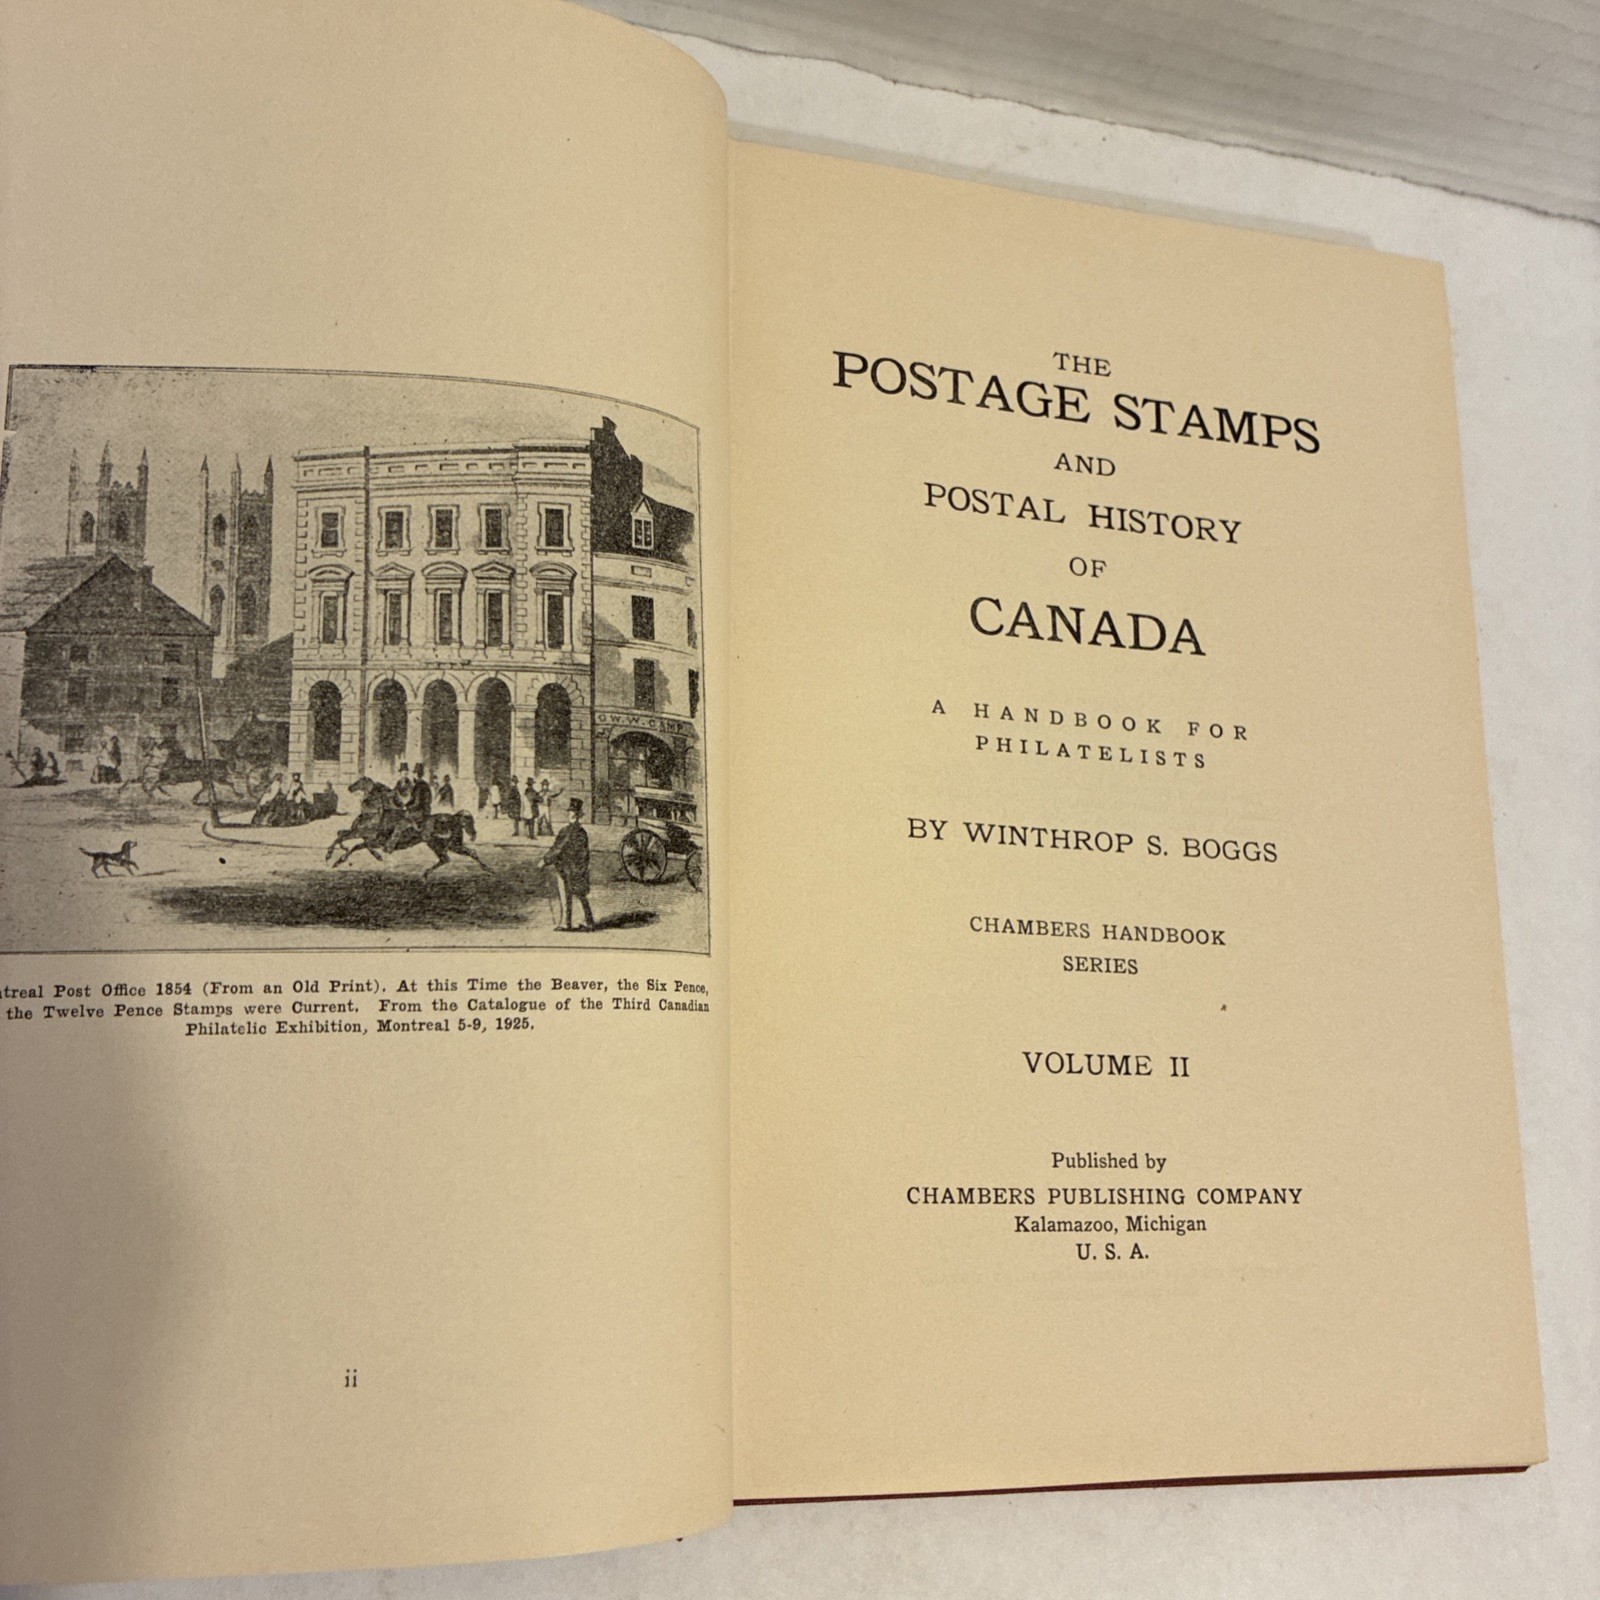 treal Post Office 1854 (From an Old Print). At this Time the Beaver, the Six Pence,
the Twelve Pence Stamps were Current. From the Catalogue of the Third Canadian
Philatelic Exhibition, Montreal 5-9, 1925.
ii
THE
POSTAGE STAMPS
AND
POSTAL HISTORY
OF
CANADA
A HANDBOOK FOR
PHILATELISTS
BY WINTHROP S. BOGGS
CHAMBERS HANDBOOK
SERIES
VOLUME II
Published by
CHAMBERS PUBLISHING COMPANY
Kalamazoo, Michigan
U. S. A.